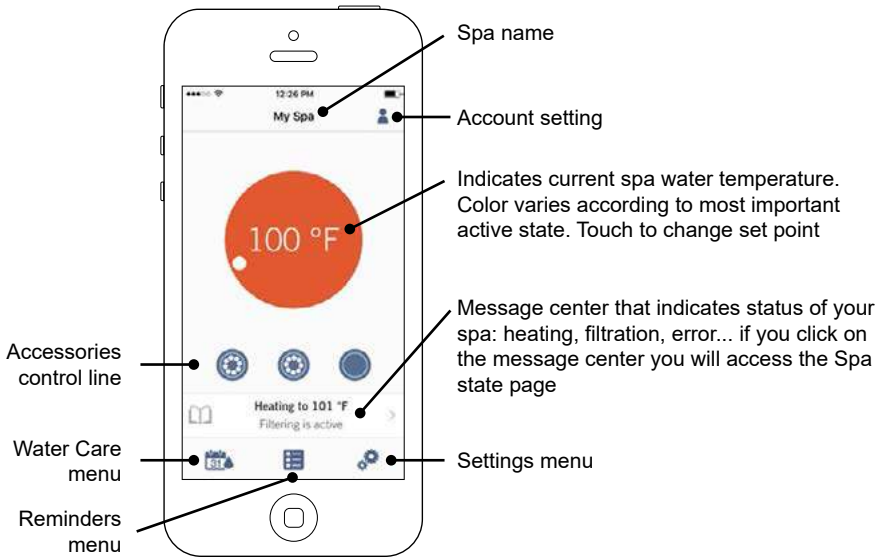 Spa name
12:26 PM
My Spa
Account setting
Indicates current spa water temperature.
Color varies according to most important
active state. Touch to change set point
100 °F
Message center that indicates status of your
spa: heating, filtration, error... if you click on
the message center you will access the Spa
state page
Accessories
control line
Heating to 101 °F
Filtering is active
Water Care
menu
31
Settings menu
Reminders
menu